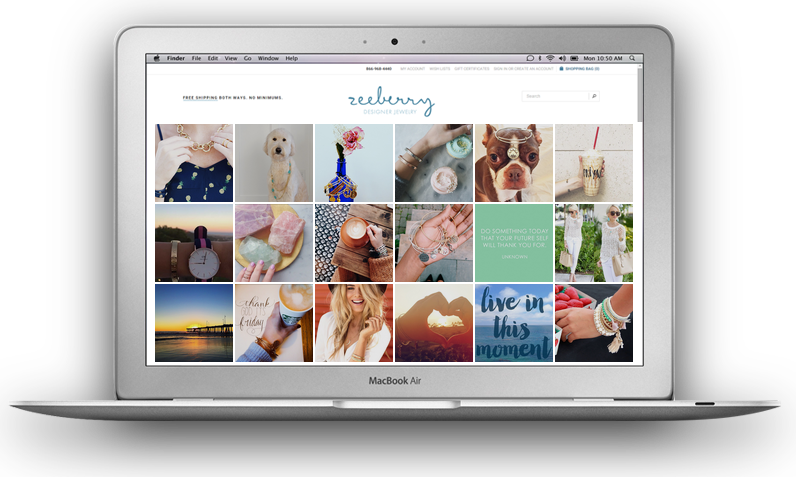 Finder File Edit View Go Window Help Mon 10:50 AM
866-968-4440 MY ACCOUNT WISH LISTS GIFT CERTIFICATES SIGN IN OR CREATE AN ACCOUNT SHOPPING BAG (0)
FREE SHIPPING BOTH WAYS. NO MINIMUMS.
zeeberry
DESIGNER JEWELRY
Search
DO SOMETHING TODAY
THAT YOUR FUTURE SELF
WILL THANK YOU FOR
UNKNOWN
thank
friday
live in
this
moment
MacBook Air